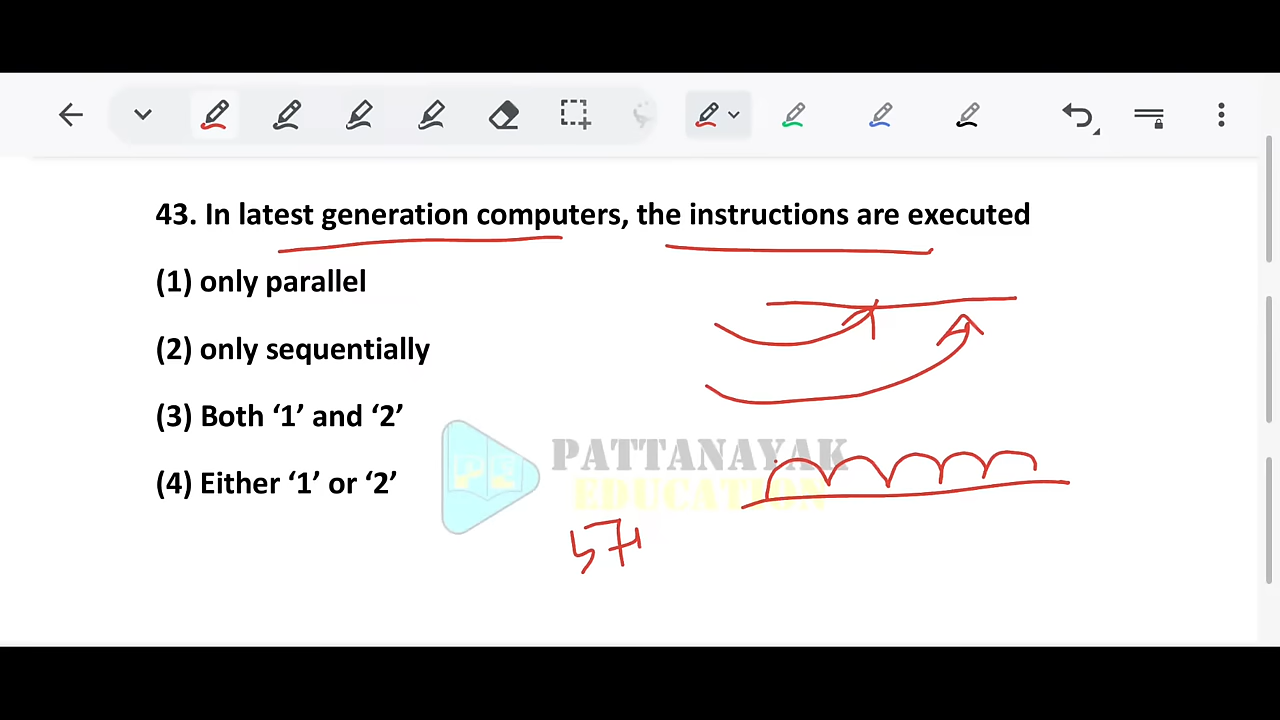 43. In latest generation computers, the instructions are executed
(1) only parallel
(2) only sequentially
(3) Both ‘1’ and ‘2’
(4) Either ‘1’ or ‘2’
PATTANAYAK
EDUCATION